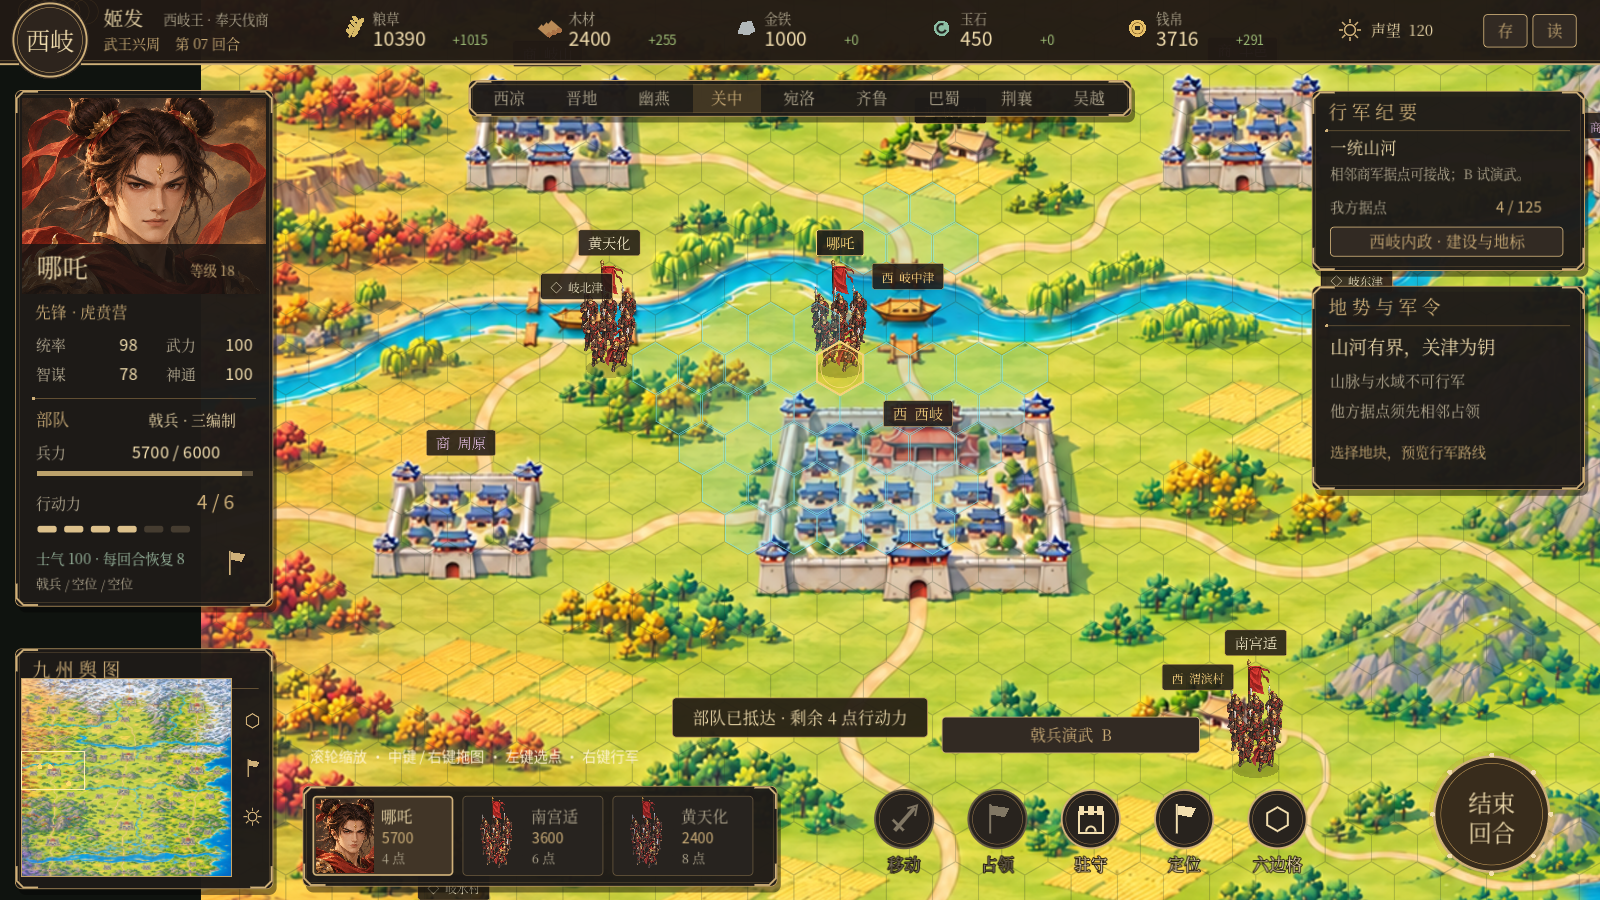 西岐
姬发 西岐王 · 奉天伐商
武王兴周 第 07 回合
粮草 10390 +1015
木材 2400 +255
金铁 1000 +0
玉石 450 +0
钱帛 3716 +291
声望 120
存 读
西凉 晋地 幽燕 关中 宛洛 齐鲁 巴蜀 荆襄 吴越
哪吒 等级 18
先锋 · 虎贲营
统率 98 武力 100
智谋 78 神通 100
部队 戟兵 · 三编制
兵力 5700 / 6000
行动力 4 / 6
士气 100 · 每回合恢复 8
戟兵 / 空位 / 空位
九州舆图
黄天化
◇ 岐北津
哪吒
西 岐中津
西 西岐
商 周原
南宫适
西 渭滨村
商
行军纪要
一统山河
相邻商军据点可接战；B 试演武。
我方据点 4 / 125
西岐内政 · 建设与地标
◇ 岐东津
地势与军令
山河有界，关津为钥
山脉与水域不可行军
他方据点须先相邻占领
选择地块，预览行军路线
部队已抵达 · 剩余 4 点行动力
戟兵演武 B
滚轮缩放 · 中键 / 右键拖图 · 左键选点 · 右键行军
哪吒 5700 4 点
南宫适 3600 6 点
黄天化 2400 8 点
◇ 岐水村
移动 占领 驻守 定位 六边格
结束
回合